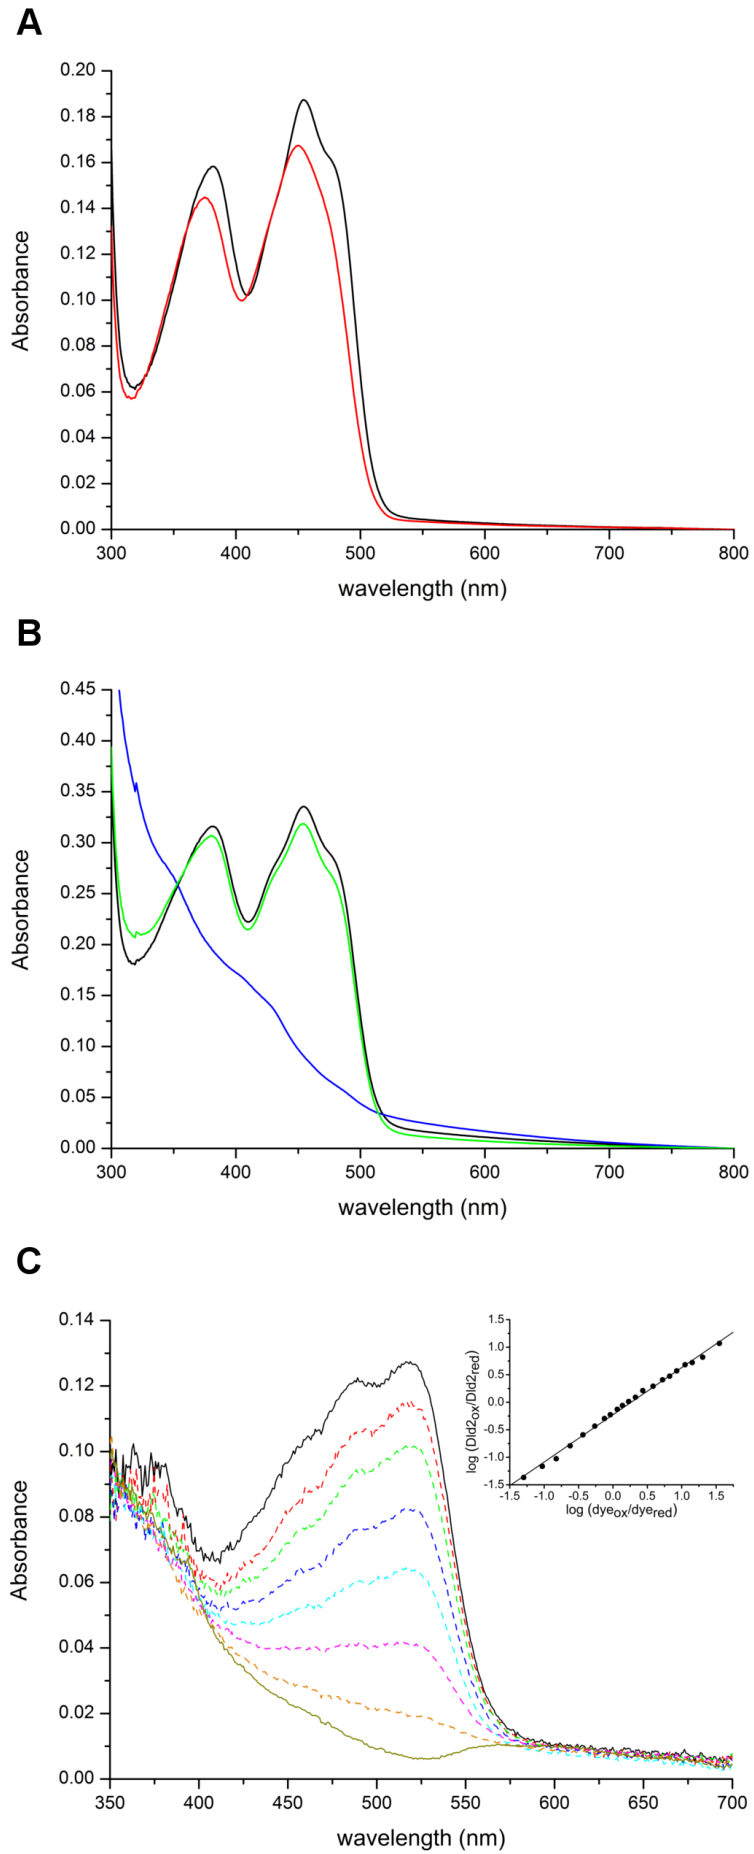 A
0.20
0.18
0.16
0.14
0.12
0.10
0.08
0.06
0.04
0.02
0.00
Absorbance
300 400 500 600 700 800
wavelength (nm)
B
0.45
0.40
0.35
0.30
0.25
0.20
0.15
0.10
0.05
0.00
Absorbance
300 400 500 600 700 800
wavelength (nm)
C
0.14
0.12
0.10
0.08
0.06
0.04
0.02
0.00
Absorbance
350 400 450 500 550 600 650 700
wavelength (nm)
1.5
1.0
0.5
0.0
-0.5
-1.0
-1.5
log (Dld2ox/Dld2red)
-1.5 -1.0 -0.5 0.0 0.5 1.0 1.5
log (dyeox/dyered)